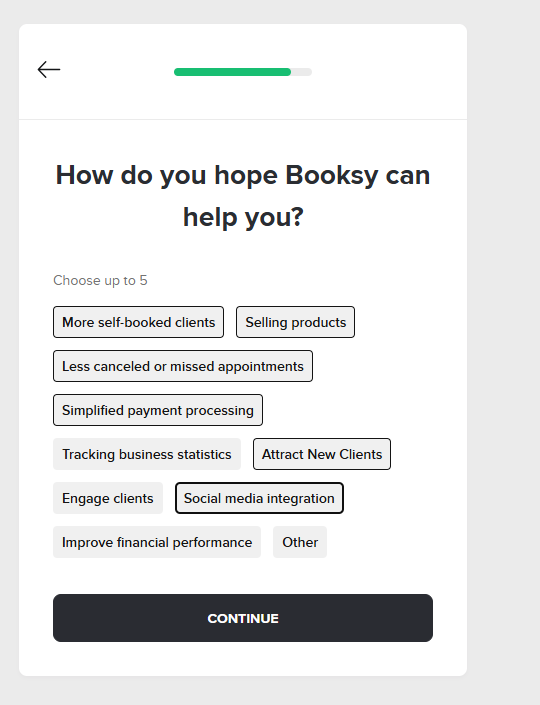 How do you hope Booksy can
help you?
Choose up to 5
More self-booked clients Selling products
Less canceled or missed appointments
Simplified payment processing
Tracking business statistics Attract New Clients
Engage clients Social media integration
Improve financial performance Other
CONTINUE